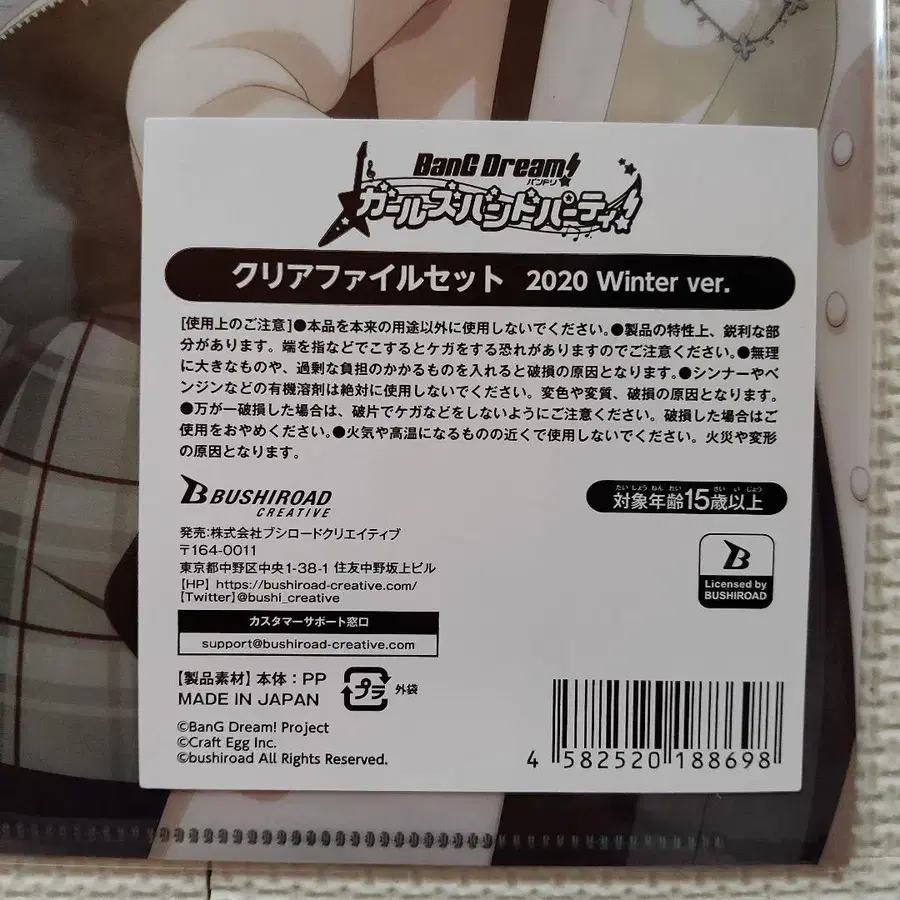 BanG Dream!
バンドリ
ガールズバンドパーティ!
クリアファイルセット 2020 Winter ver.
[使用上のご注意]●本品を本来の用途以外に使用しないでください。●製品の特性上、鋭利な部
分があります。端を指などでこするとケガをする恐れがありますのでご注意ください。●無理
に大きなものや、過剰な負担のかかるものを入れると破損の原因となります。●シンナーやベ
ンジンなどの有機溶剤は絶対に使用しないでください。変色や変質、破損の原因となります。
●万が一破損した場合は、破片でケガなどをしないようにご注意ください。破損した場合はご
使用をおやめください。●火気や高温になるものの近くで使用しないでください。火災や変形
の原因となります。
BUSHIROAD
CREATIVE
たいしょうねんれい さい いじょう
対象年齢15歳以上
発売:株式会社ブシロードクリエイティブ
〒164-0011
東京都中野区中央1-38-1 住友中野坂上ビル
【HP】 https://bushiroad-creative.com/
【Twitter】@bushi_creative
Licensed by
BUSHIROAD
カスタマーサポート窓口
support@bushiroad-creative.com
【製品素材】本体:PP
MADE IN JAPAN
プラ 外袋
©BanG Dream! Project
©Craft Egg Inc.
©bushiroad All Rights Reserved.
4 582520 188698